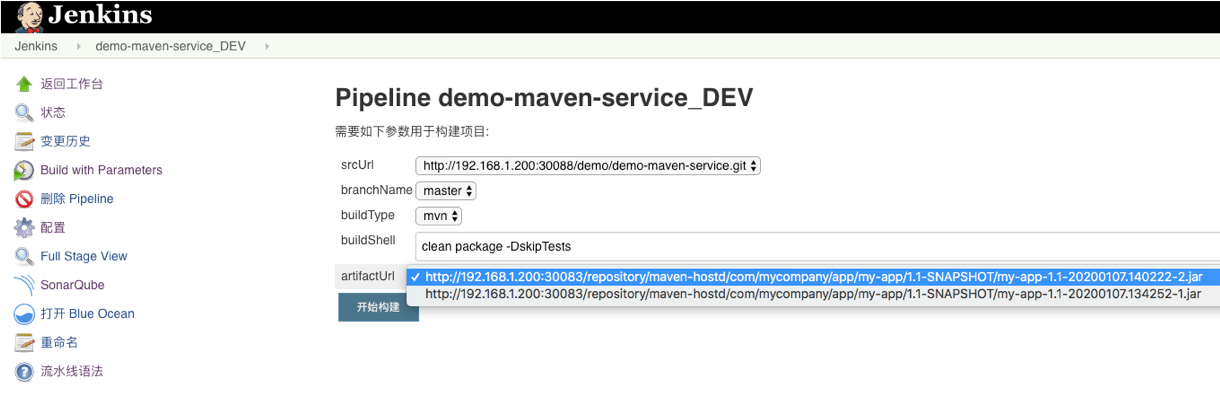 Jenkins
Jenkins demo-maven-service_DEV
返回工作台
状态
变更历史
Build with Parameters
删除 Pipeline
配置
Full Stage View
SonarQube
打开 Blue Ocean
重命名
流水线语法
Pipeline demo-maven-service_DEV
需要如下参数用于构建项目:
srcUrl http://192.168.1.200:30088/demo/demo-maven-service.git
branchName master
buildType mvn
buildShell clean package -DskipTests
artifactUrl ✓ http://192.168.1.200:30083/repository/maven-hostd/com/mycompany/app/my-app/1.1-SNAPSHOT/my-app-1.1-20200107.140222-2.jar
http://192.168.1.200:30083/repository/maven-hostd/com/mycompany/app/my-app/1.1-SNAPSHOT/my-app-1.1-20200107.134252-1.jar
开始构建